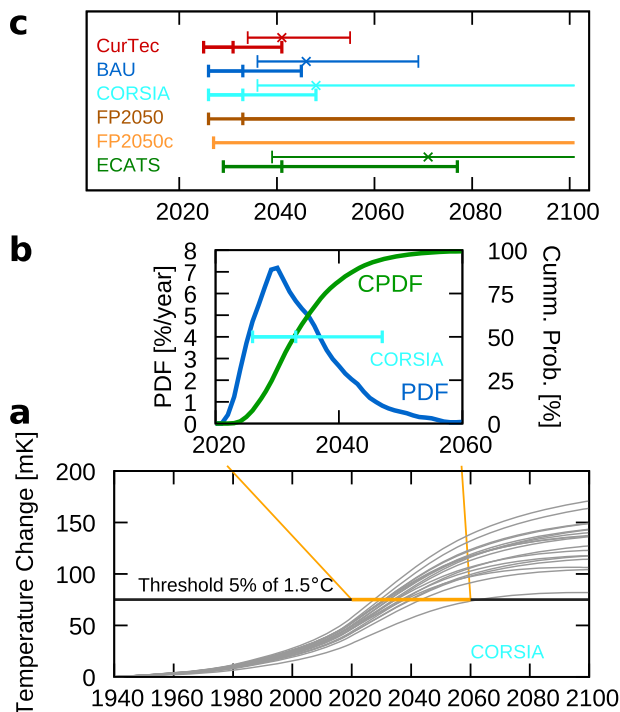 c
CurTec
BAU
CORSIA
FP2050
FP2050c
ECATS
2020 2040 2060 2080 2100
b
PDF [%/year]
8
7
6
5
4
3
2
1
0
CPDF
CORSIA
PDF
100
75
50
25
0
Cumm. Prob. [%]
2020 2040 2060
a
Temperature Change [mK]
200
150
100
50
0
Threshold 5% of 1.5°C
CORSIA
1940 1960 1980 2000 2020 2040 2060 2080 2100